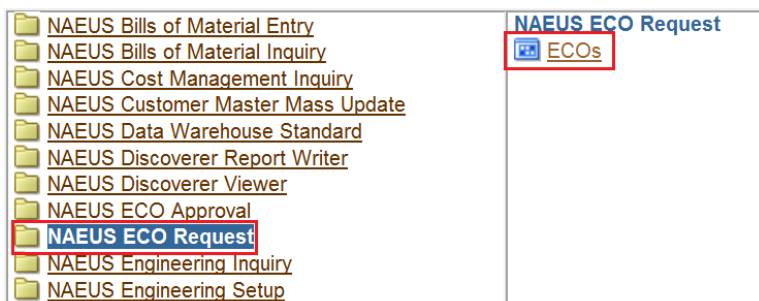 NAEUS Bills of Material Entry
NAEUS Bills of Material Inquiry
NAEUS Cost Management Inquiry
NAEUS Customer Master Mass Update
NAEUS Data Warehouse Standard
NAEUS Discoverer Report Writer
NAEUS Discoverer Viewer
NAEUS ECO Approval
NAEUS ECO Request
NAEUS Engineering Inquiry
NAEUS Engineering Setup
NAEUS ECO Request
ECOs